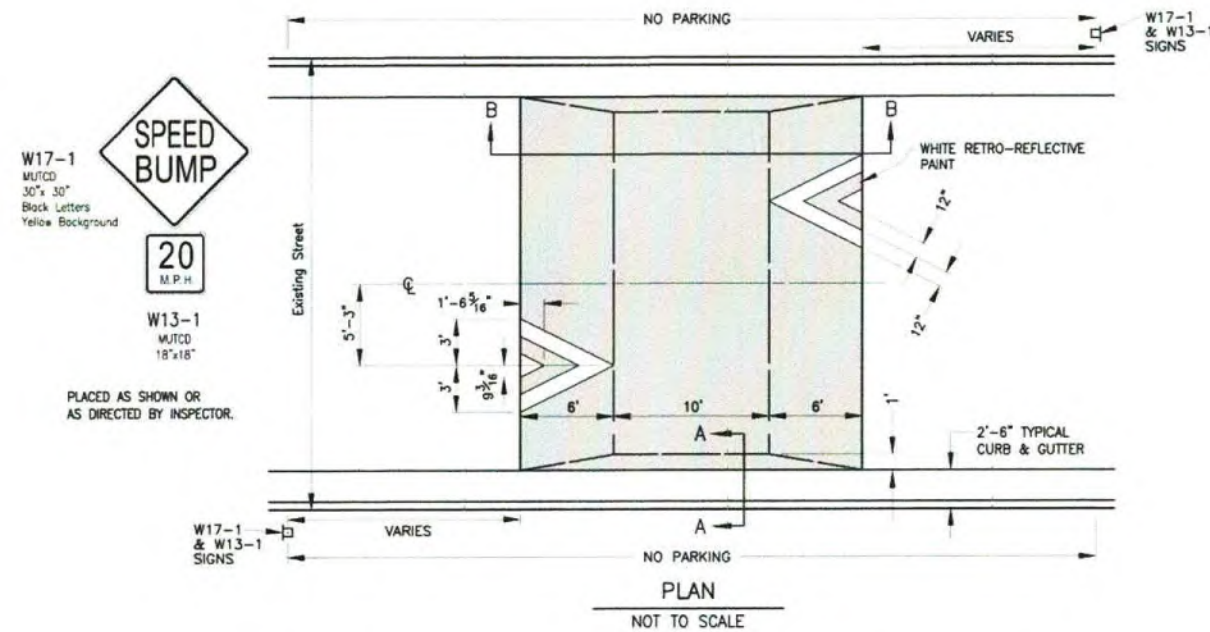 NO PARKING
W17-1
& W13-1
SIGNS
VARIES
SPEED
BUMP
W17-1
MUTCD
30"x 30"
Black Letters
Yellow Background
20
M.P.H.
W13-1
MUTCD
18"x18"
PLACED AS SHOWN OR
AS DIRECTED BY INSPECTOR.
Existing Street
B
B
WHITE RETRO-REFLECTIVE
PAINT
12"
12"
℄
5'-3"
1'-6 5/16"
3'
3'
9 3/16"
6'
10'
6'
1'
A
A
2'-6" TYPICAL
CURB & GUTTER
W17-1
& W13-1
SIGNS
VARIES
NO PARKING
PLAN
NOT TO SCALE